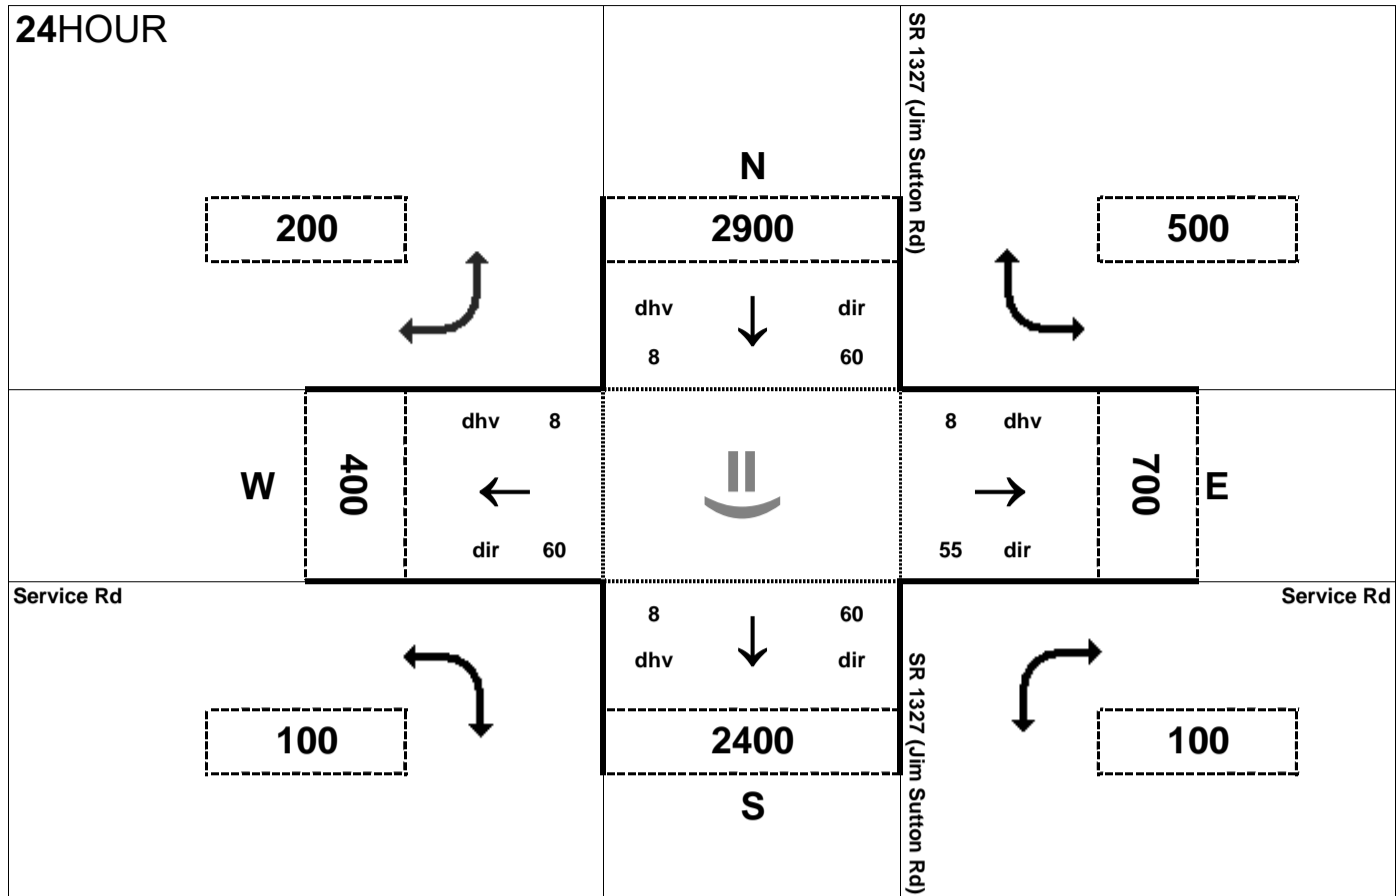 24HOUR
SR 1327 (Jim Sutton Rd)
N
200
2900
500
dhv
dir
8
60
dhv 8
8 dhv
W
400
700
E
dir 60
55 dir
Service Rd
Service Rd
8
60
dhv
dir
SR 1327 (Jim Sutton Rd)
100
2400
100
S